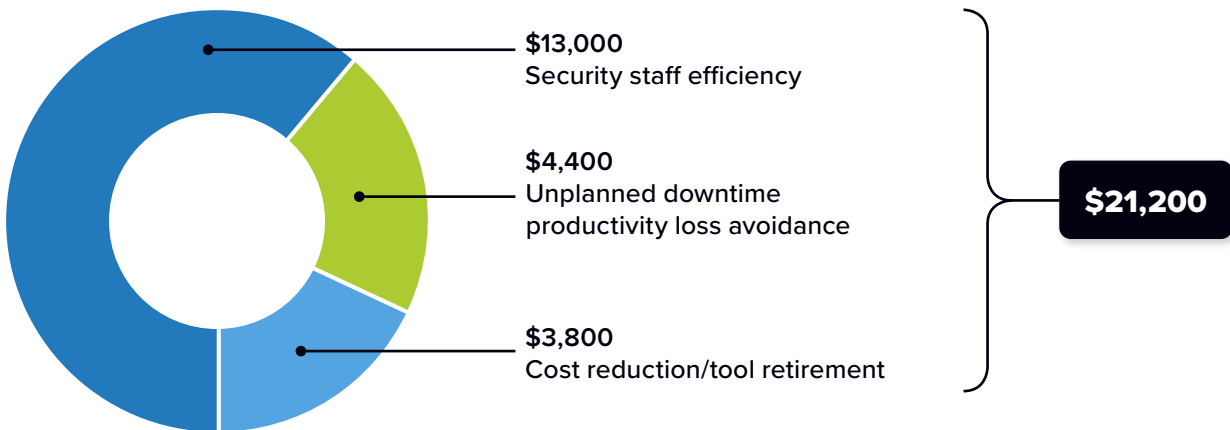 $13,000
Security staff efficiency
$4,400
Unplanned downtime
productivity loss avoidance
$21,200
$3,800
Cost reduction/tool retirement